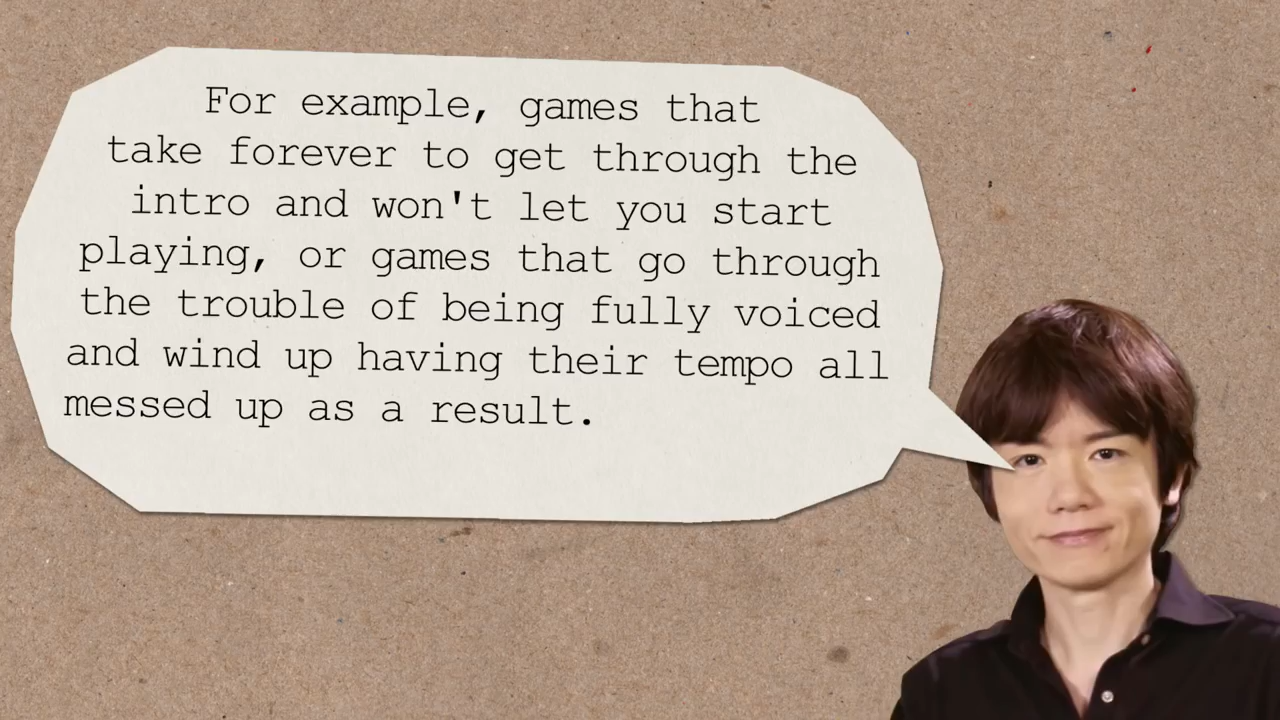 For example, games that
take forever to get through the
intro and won't let you start
playing, or games that go through
the trouble of being fully voiced
and wind up having their tempo all
messed up as a result.